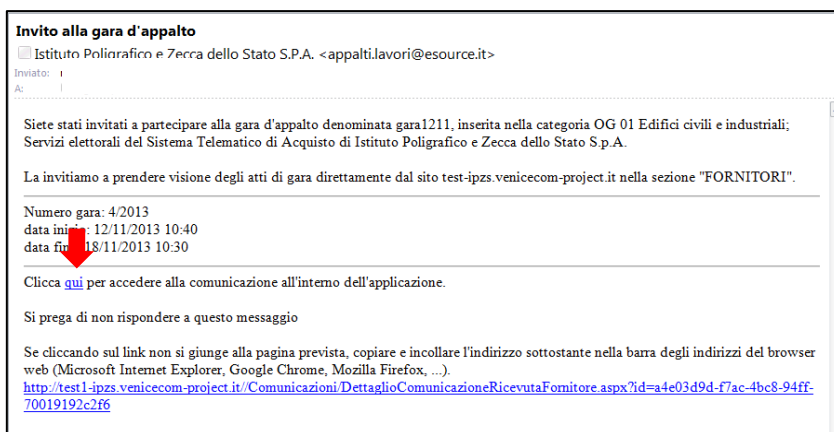 Invito alla gara d'appalto
Istituto Poligrafico e Zecca dello Stato S.P.A. <appalti.lavori@esource.it>
Inviato:
A:
Siete stati invitati a partecipare alla gara d'appalto denominata gara1211, inserita nella categoria OG 01 Edifici civili e industriali;
Servizi elettorali del Sistema Telematico di Acquisto di Istituto Poligrafico e Zecca dello Stato S.p.A.
La invitiamo a prendere visione degli atti di gara direttamente dal sito test-ipzs.venicecom-project.it nella sezione "FORNITORI".
Numero gara: 4/2013
data inizio: 12/11/2013 10:40
data fine: 18/11/2013 10:30
Clicca qui per accedere alla comunicazione all'interno dell'applicazione.
Si prega di non rispondere a questo messaggio
Se cliccando sul link non si giunge alla pagina prevista, copiare e incollare l'indirizzo sottostante nella barra degli indirizzi del browser
web (Microsoft Internet Explorer, Google Chrome, Mozilla Firefox, ...).
http://test1-ipzs.venicecom-project.it//Comunicazioni/DettaglioComunicazioneRicevutaFornitore.aspx?id=a4e03d9d-f7ac-4bc8-94ff-
70019192c2f6